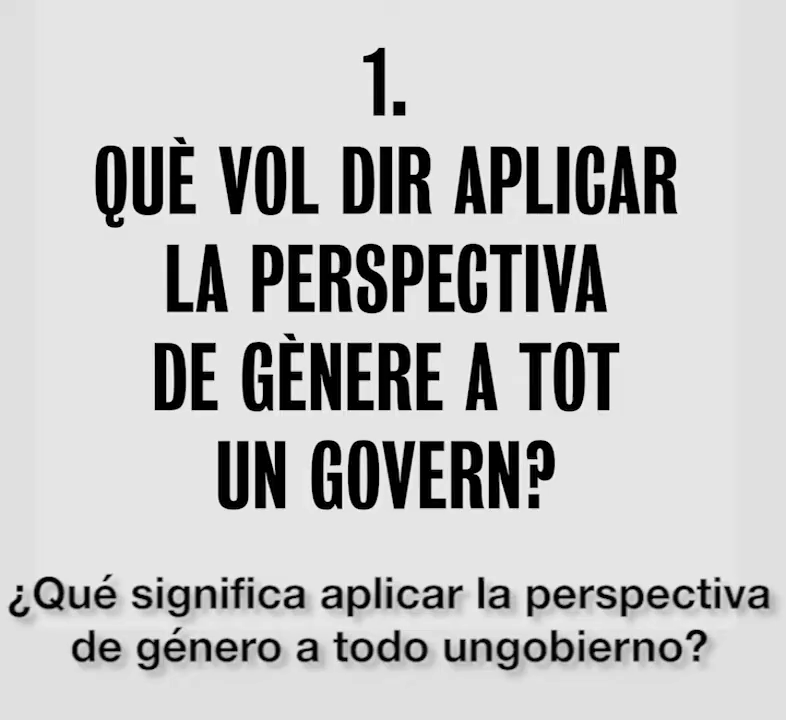 1.
QUÈ VOL DIR APLICAR
LA PERSPECTIVA
DE GÈNERE A TOT
UN GOVERN?
¿Qué significa aplicar la perspectiva
de género a todo ungobierno?